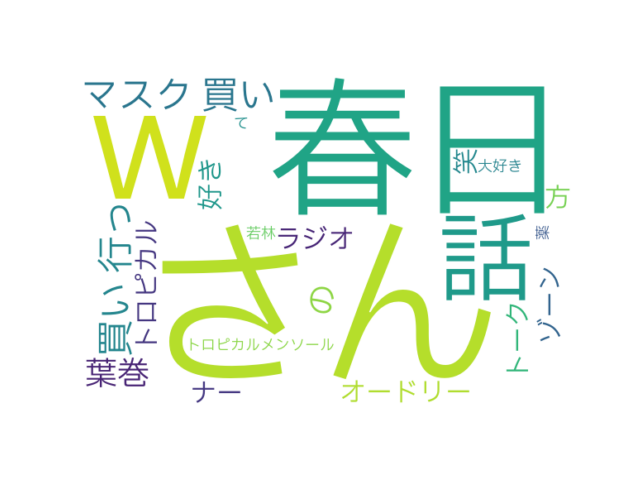 マスク 買い
春日
w
て
好き
笑
大好き
方
話
さん
若林
ラジオ
の
葉
買い 行っ
トロピカル
トロピカルメンソール
ゾーン
トーク
葉巻
ナー
オードリー